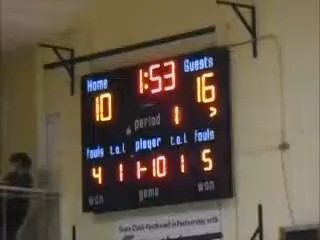 Home 1:53 Guests
10 16
period 1 >
fouls t.o.l player t.o.l fouls
4 1 1-10 1 5
won game won